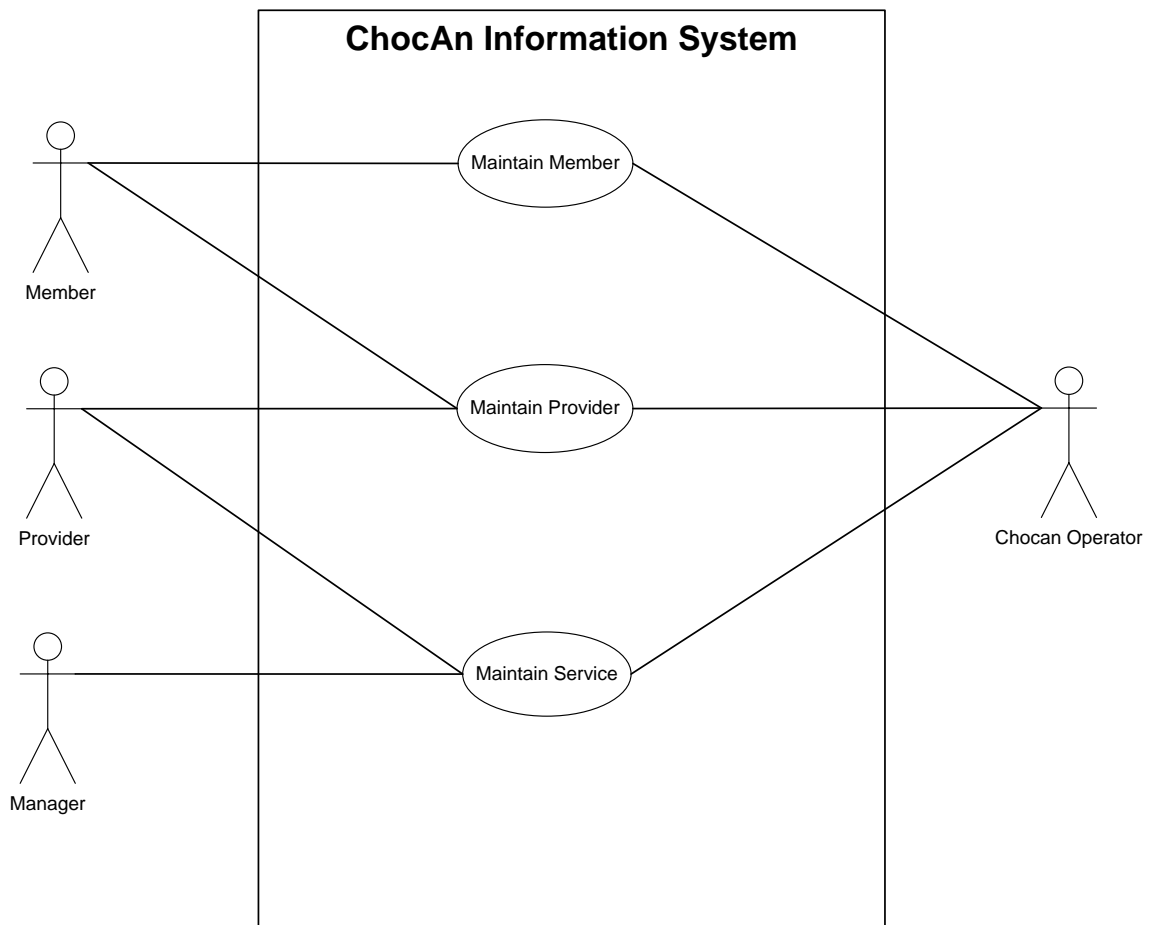 ChocAn Information System
Maintain Member
Member
Maintain Provider
Provider
Chocan Operator
Maintain Service
Manager